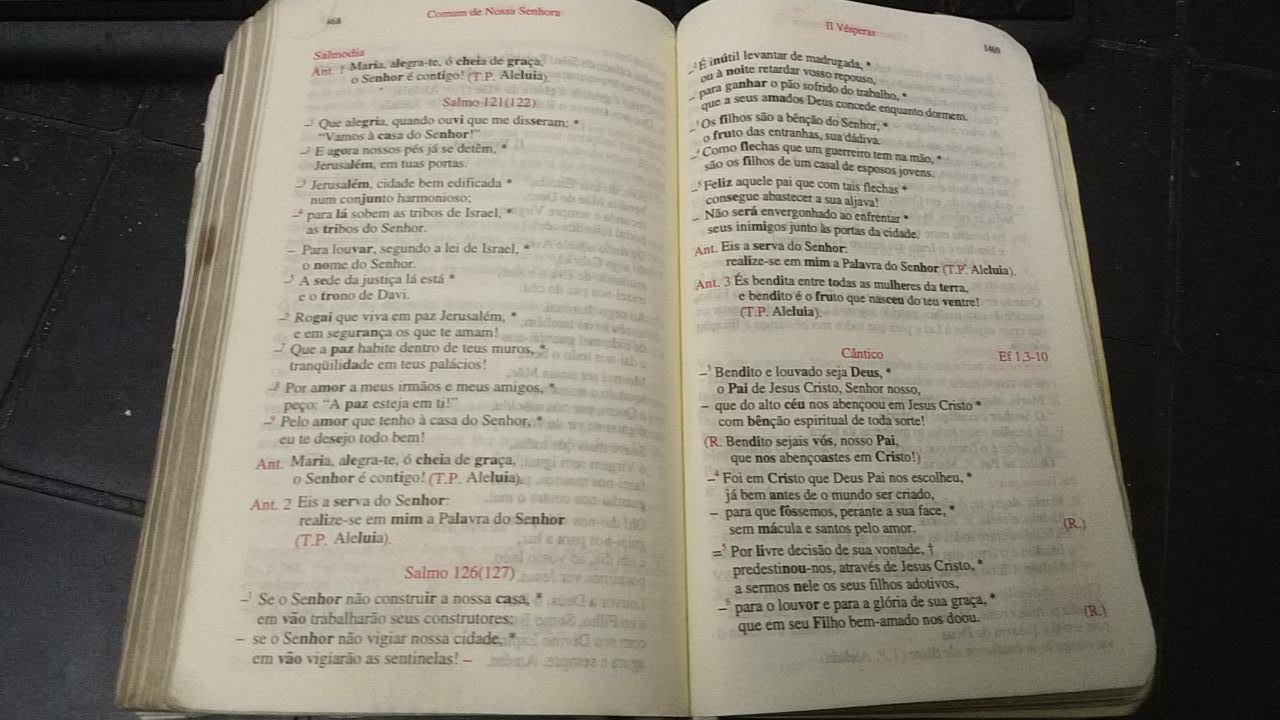 468
Comum de Nossa Senhora
Salmodia
Ant. 1 Maria, alegra-te, ó cheia de graça,
o Senhor é contigo! (T.P. Aleluia).
Salmo 121(122)
–¹ Que alegria, quando ouvi que me disseram: *
“Vamos à casa do Senhor!”
–² E agora nossos pés já se detêm, *
Jerusalém, em tuas portas.
–³ Jerusalém, cidade bem edificada *
num conjunto harmonioso;
–⁴ para lá sobem as tribos de Israel, *
as tribos do Senhor.
– Para louvar, segundo a lei de Israel, *
o nome do Senhor.
–⁵ A sede da justiça lá está *
e o trono de Davi.
–⁶ Rogai que viva em paz Jerusalém, *
e em segurança os que te amam!
–⁷ Que a paz habite dentro de teus muros, *
tranqüilidade em teus palácios!
–⁸ Por amor a meus irmãos e meus amigos, *
peço: “A paz esteja em ti!”
–⁹ Pelo amor que tenho à casa do Senhor, *
eu te desejo todo bem!
Ant. Maria, alegra-te, ó cheia de graça,
o Senhor é contigo! (T.P. Aleluia).
Ant. 2 Eis a serva do Senhor:
realize-se em mim a Palavra do Senhor
(T.P. Aleluia).
Salmo 126(127)
–¹ Se o Senhor não construir a nossa casa, *
em vão trabalharão seus construtores;
– se o Senhor não vigiar nossa cidade, *
em vão vigiarão as sentinelas! –
II Vésperas
1469
–² É inútil levantar de madrugada, *
ou à noite retardar vosso repouso,
– para ganhar o pão sofrido do trabalho, *
que a seus amados Deus concede enquanto dormem.
–³ Os filhos são a bênção do Senhor, *
o fruto das entranhas, sua dádiva.
–⁴ Como flechas que um guerreiro tem na mão, *
são os filhos de um casal de esposos jovens.
–⁵ Feliz aquele pai que com tais flechas *
consegue abastecer a sua aljava!
– Não será envergonhado ao enfrentar *
seus inimigos junto às portas da cidade.
Ant. Eis a serva do Senhor:
realize-se em mim a Palavra do Senhor (T.P. Aleluia).
Ant. 3 És bendita entre todas as mulheres da terra,
e bendito é o fruto que nasceu do teu ventre!
(T.P. Aleluia).
Cântico Ef 1,3-10
–³ Bendito e louvado seja Deus, *
o Pai de Jesus Cristo, Senhor nosso,
– que do alto céu nos abençoou em Jesus Cristo *
com bênção espiritual de toda sorte!
(R. Bendito sejais vós, nosso Pai,
que nos abençoastes em Cristo!)
–⁴ Foi em Cristo que Deus Pai nos escolheu, *
já bem antes de o mundo ser criado,
– para que fôssemos, perante a sua face, *
sem mácula e santos pelo amor. (R.)
=⁵ Por livre decisão de sua vontade, †
predestinou-nos, através de Jesus Cristo, *
a sermos nele os seus filhos adotivos,
–⁶ para o louvor e para a glória de sua graça, *
que em seu Filho bem-amado nos doou. (R.)